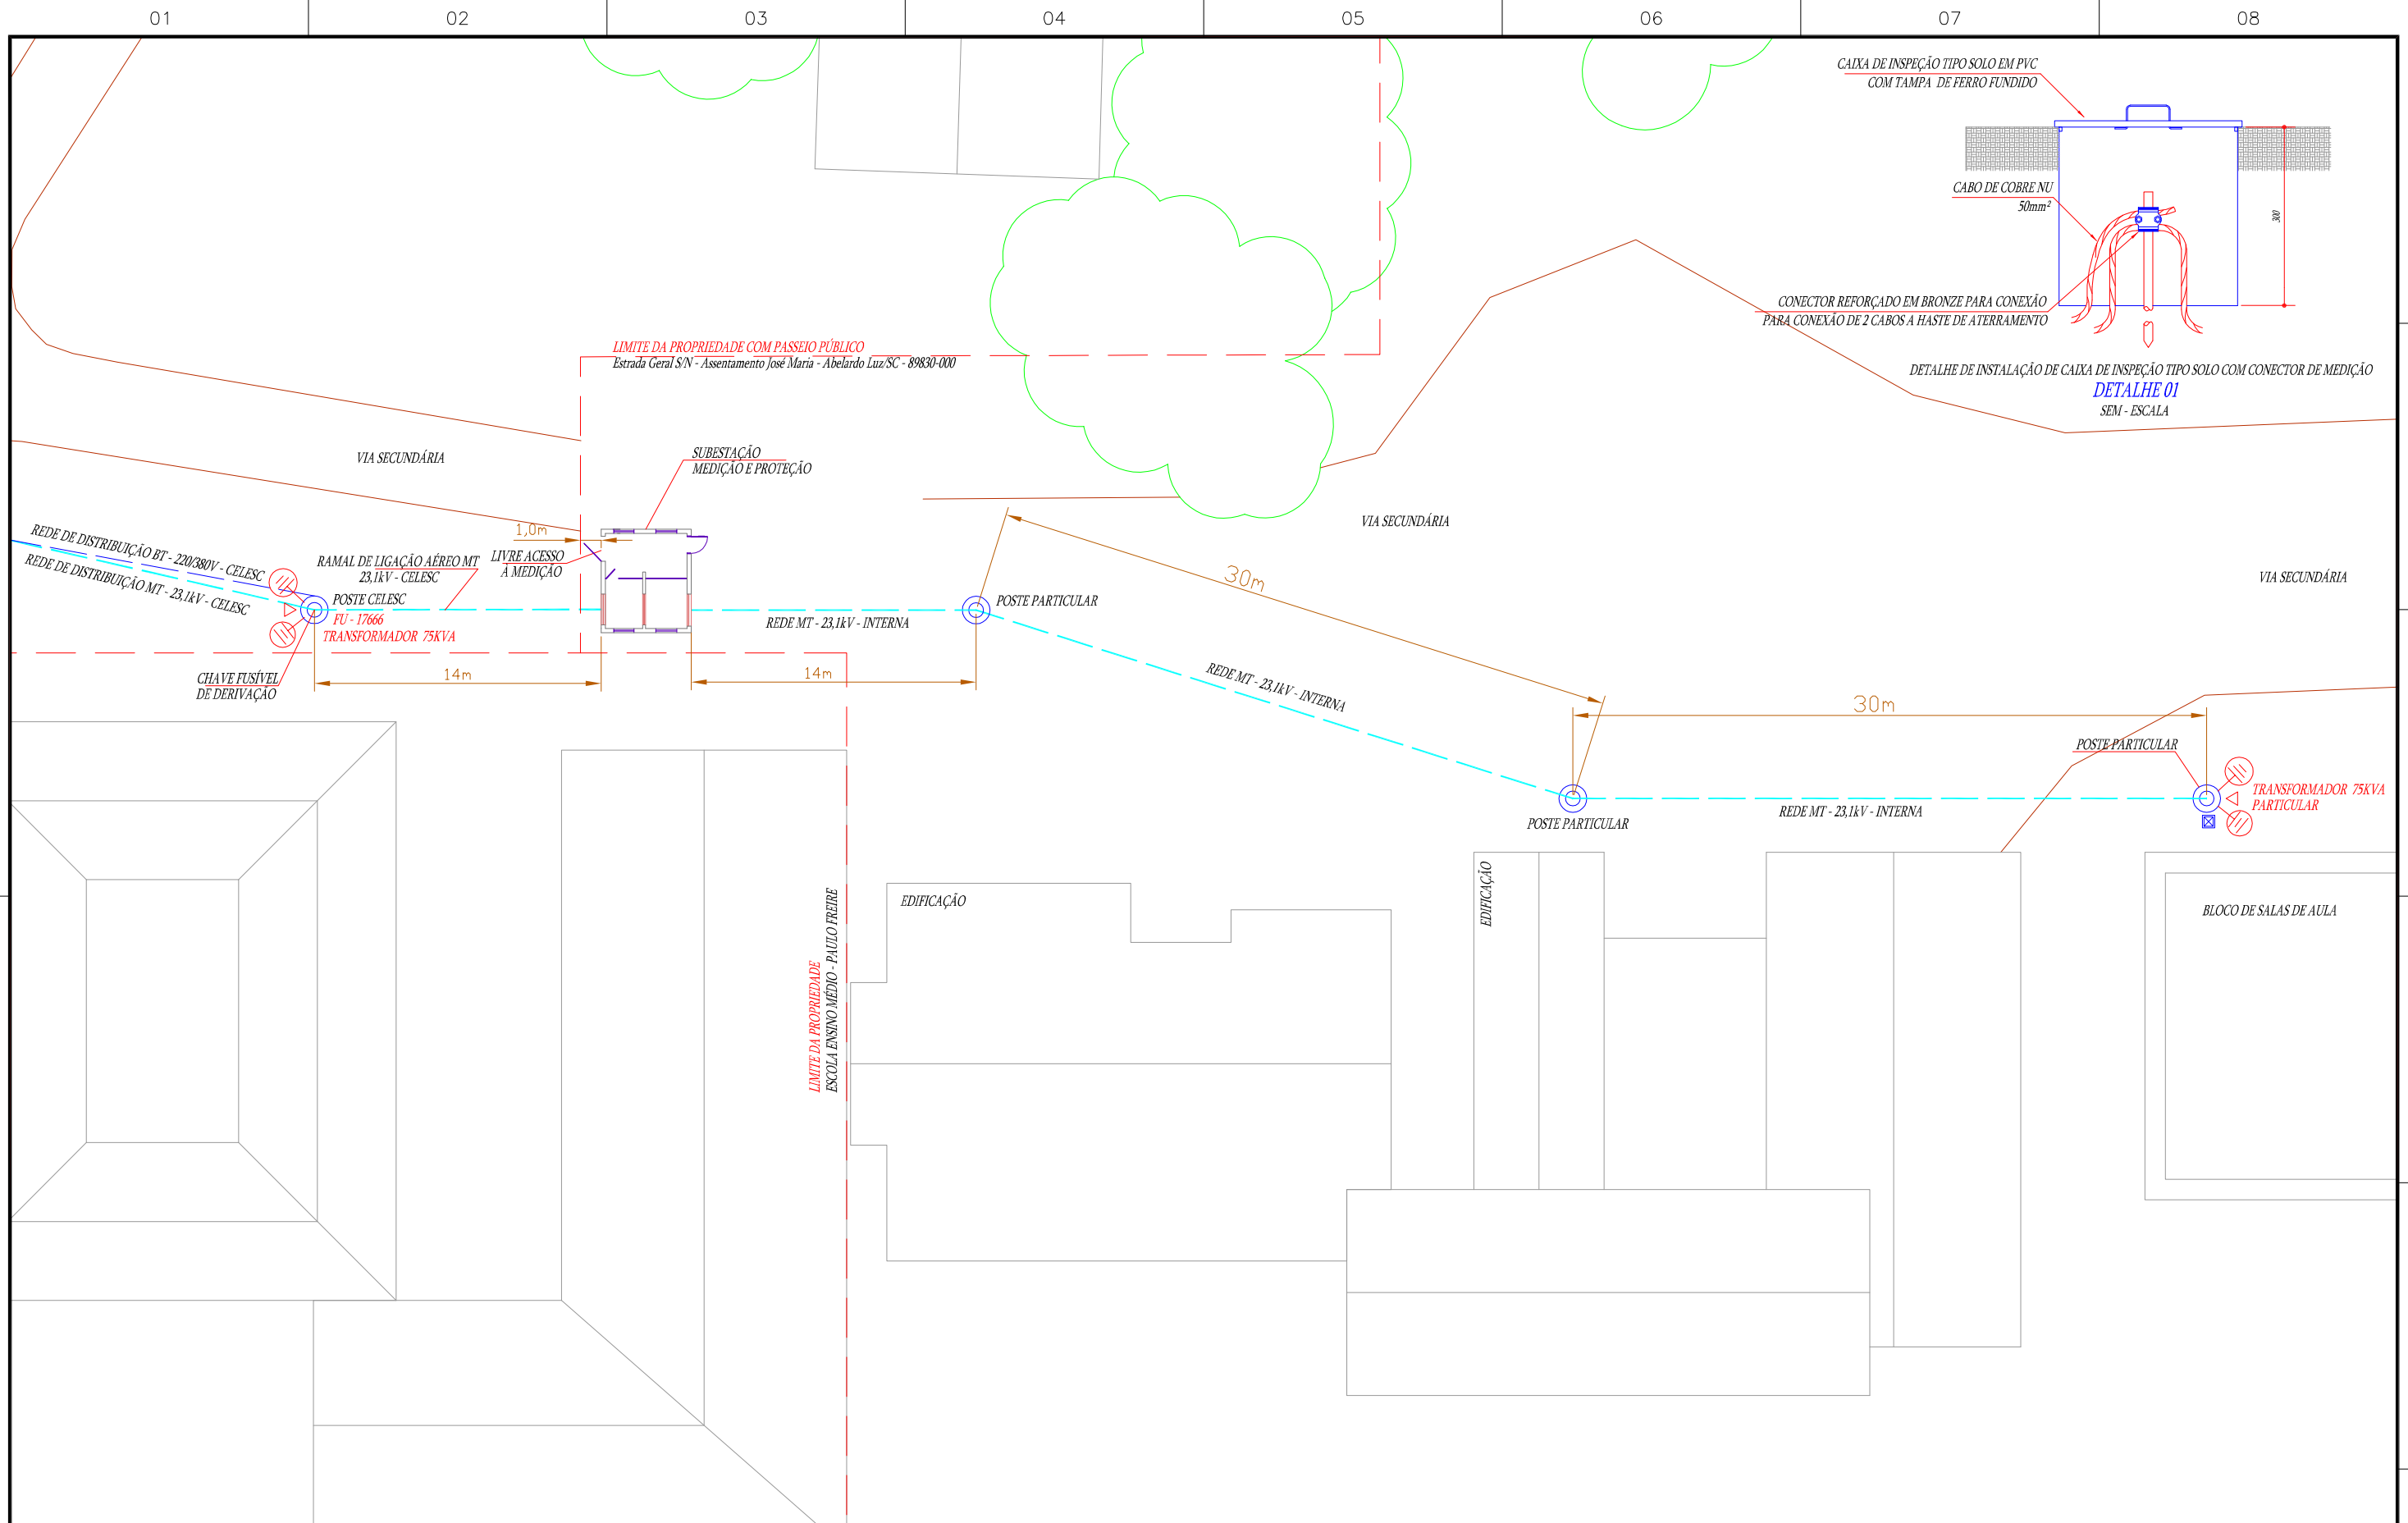 01
02
03
04
05
06
07
08
CAIXA DE INSPEÇÃO TIPO SOLO EM PVC
COM TAMPA DE FERRO FUNDIDO
CABO DE COBRE NU
50mm²
300
CONECTOR REFORÇADO EM BRONZE PARA CONEXÃO
PARA CONEXÃO DE 2 CABOS A HASTE DE ATERRAMENTO
DETALHE DE INSTALAÇÃO DE CAIXA DE INSPEÇÃO TIPO SOLO COM CONECTOR DE MEDIÇÃO
DETALHE 01
SEM - ESCALA
LIMITE DA PROPRIEDADE COM PASSEIO PÚBLICO
Estrada Geral S/N - Assentamento José Maria - Abelardo Luz/SC - 89830-000
VIA SECUNDÁRIA
SUBESTAÇÃO
MEDIÇÃO E PROTEÇÃO
VIA SECUNDÁRIA
VIA SECUNDÁRIA
1,0m
REDE DE DISTRIBUIÇÃO BT - 220/380V - CELESC
REDE DE DISTRIBUIÇÃO MT - 23,1kV - CELESC
RAMAL DE LIGAÇÃO AÉREO MT
23,1kV - CELESC
LIVRE ACESSO
À MEDIÇÃO
POSTE CELESC
FU - 17666
TRANSFORMADOR 75KVA
POSTE PARTICULAR
REDE MT - 23,1kV - INTERNA
30m
CHAVE FUSÍVEL
DE DERIVAÇÃO
14m
14m
REDE MT - 23,1kV - INTERNA
30m
POSTE PARTICULAR
TRANSFORMADOR 75KVA
PARTICULAR
REDE MT - 23,1kV - INTERNA
POSTE PARTICULAR
LIMITE DA PROPRIEDADE
ESCOLA ENSINO MÉDIO - PAULO FREIRE
EDIFICAÇÃO
EDIFICAÇÃO
BLOCO DE SALAS DE AULA